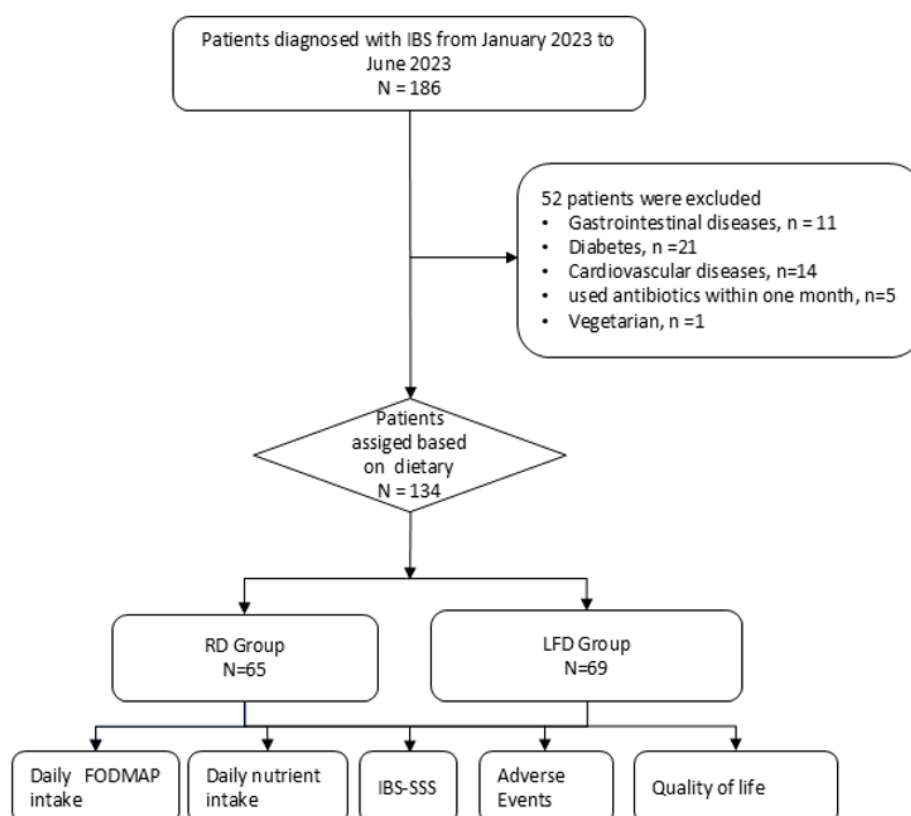 Patients diagnosed with IBS from January 2023 to
June 2023
N = 186
52 patients were excluded
• Gastrointestinal diseases, n = 11
• Diabetes, n =21
• Cardiovascular diseases, n=14
• used antibiotics within one month, n=5
• Vegetarian, n =1
Patients
assiged based
on dietary
N = 134
RD Group
N=65
LFD Group
N=69
Daily FODMAP
intake
Daily nutrient
intake
IBS-SSS
Adverse
Events
Quality of life